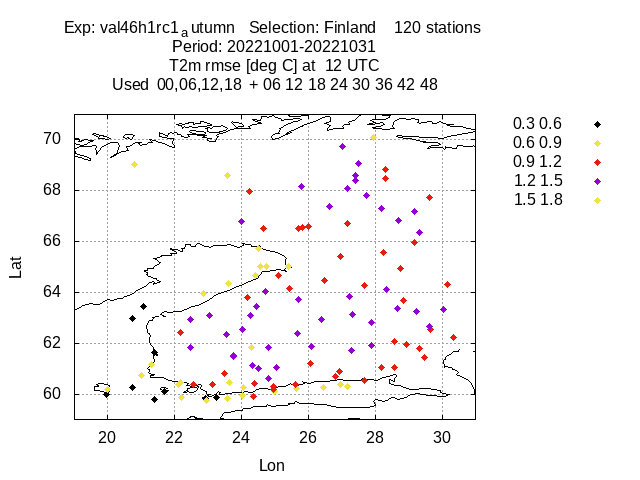 Exp: val46h1rc1a utumn Selection: Finland 120 stations
Period: 20221001-20221031
T2m rmse [deg C] at 12 UTC
Used 00,06,12,18 + 06 12 18 24 30 36 42 48
0.3 0.6
0.6 0.9
0.9 1.2
1.2 1.5
1.5 1.8
70
68
66
64
62
60
Lat
20 22 24 26 28 30
Lon